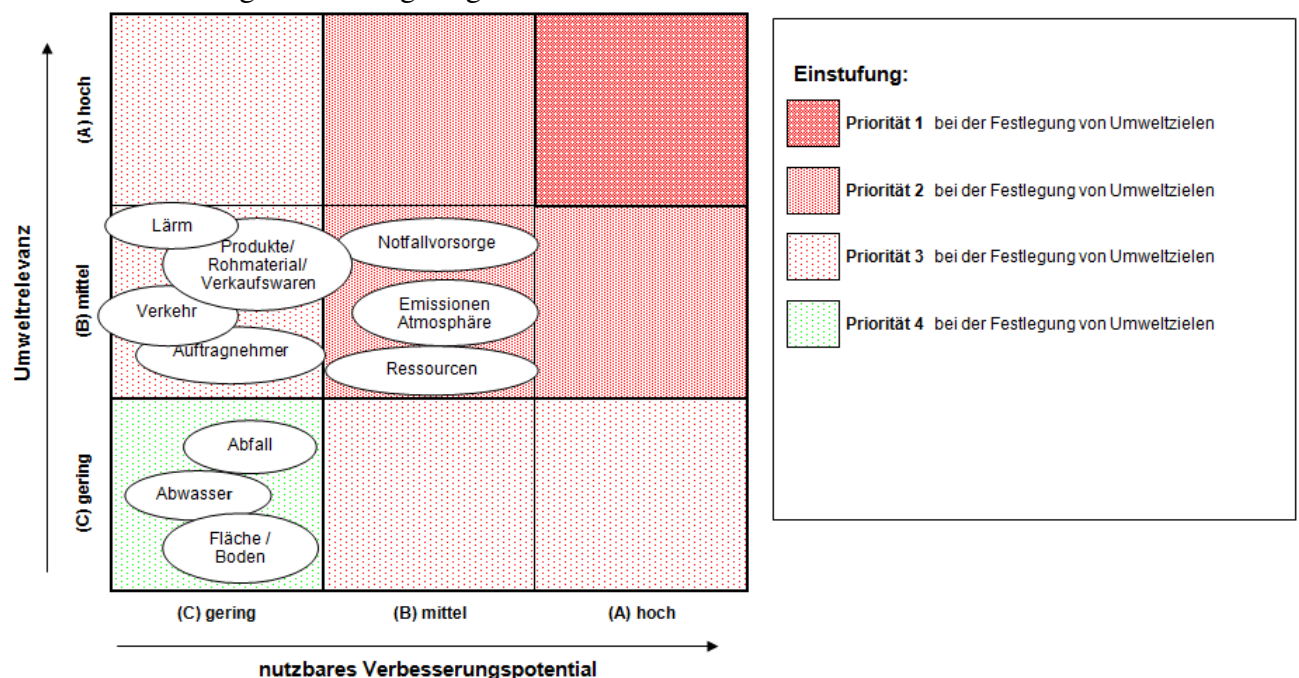 Einstufung:
Priorität 1 bei der Festlegung von Umweltzielen
Priorität 2 bei der Festlegung von Umweltzielen
Priorität 3 bei der Festlegung von Umweltzielen
Priorität 4 bei der Festlegung von Umweltzielen
Umweltrelevanz
(A) hoch
(B) mittel
(C) gering
Lärm
Produkte/
Rohmaterial/
Verkaufswaren
Verkehr
Auftragnehmer
Notfallvorsorge
Emissionen
Atmosphäre
Ressourcen
Abfall
Abwasser
Fläche /
Boden
(C) gering
(B) mittel
(A) hoch
nutzbares Verbesserungspotential